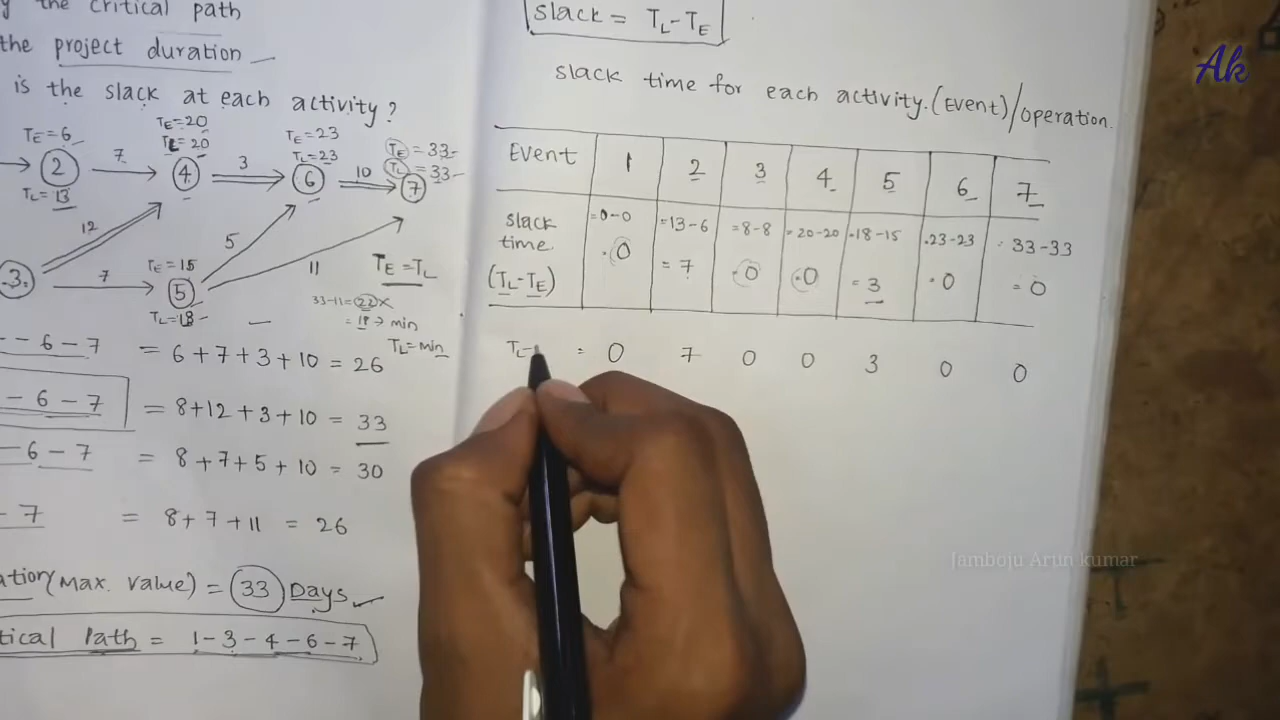 y the critical path
the project duration
is the slack at each activity?
TE=6
2
TL=13
7
TE=20
TL=20
4
3
TE=23
TL=23
6
10
TE=33
TL=33
7
12
5
3
7
TE=15
5
TL=18
11
TE=TL
33-11=22x
=18→min
TL=min
-6-7 = 6+7+3+10 = 26
-6-7 = 8+12+3+10 = 33
-6-7 = 8+7+5+10 = 30
-7 = 8+7+11 = 26
ation(max. value) = 33 Days
tical Path = 1-3-4-6-7
slack = TL-TE
slack time for each activity.(Event)/operation.
Event 1 2 3 4 5 6 7
slack time (TL-TE)
=0-0 =13-6 =8-8 =20-20 =18-15 =23-23 =33-33
=0 =7 =0 =0 =3 =0 =0
TL- = 0 7 0 0 3 0 0
Ak
Jamboju Arun kumar